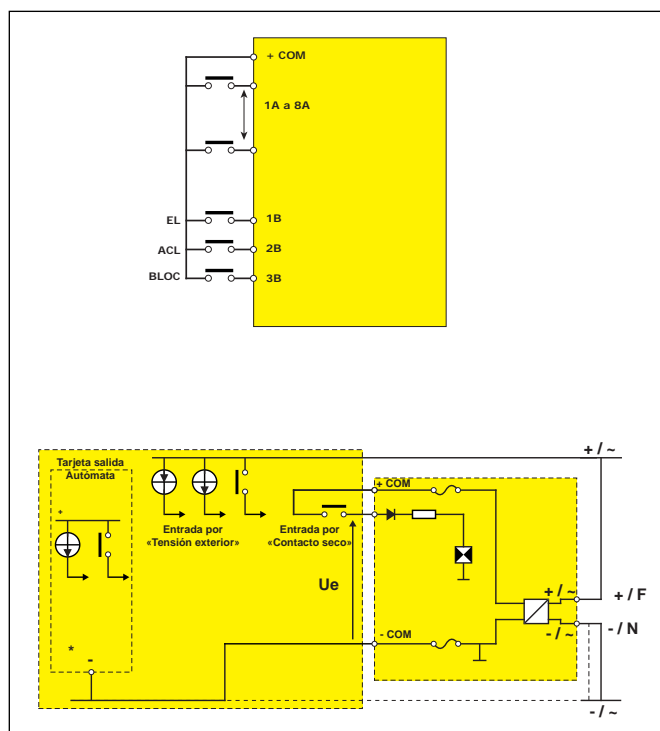 + COM
1A a 8A
EL
1B
ACL
2B
BLOC
3B
+ / ~
Tarjeta salida
Autómata
+
+ COM
Entrada por
«Tensión exterior»
Entrada por
«Contacto seco»
Ue
+ / ~
+ / F
- / ~
- / N
- COM
*
-
- / ~